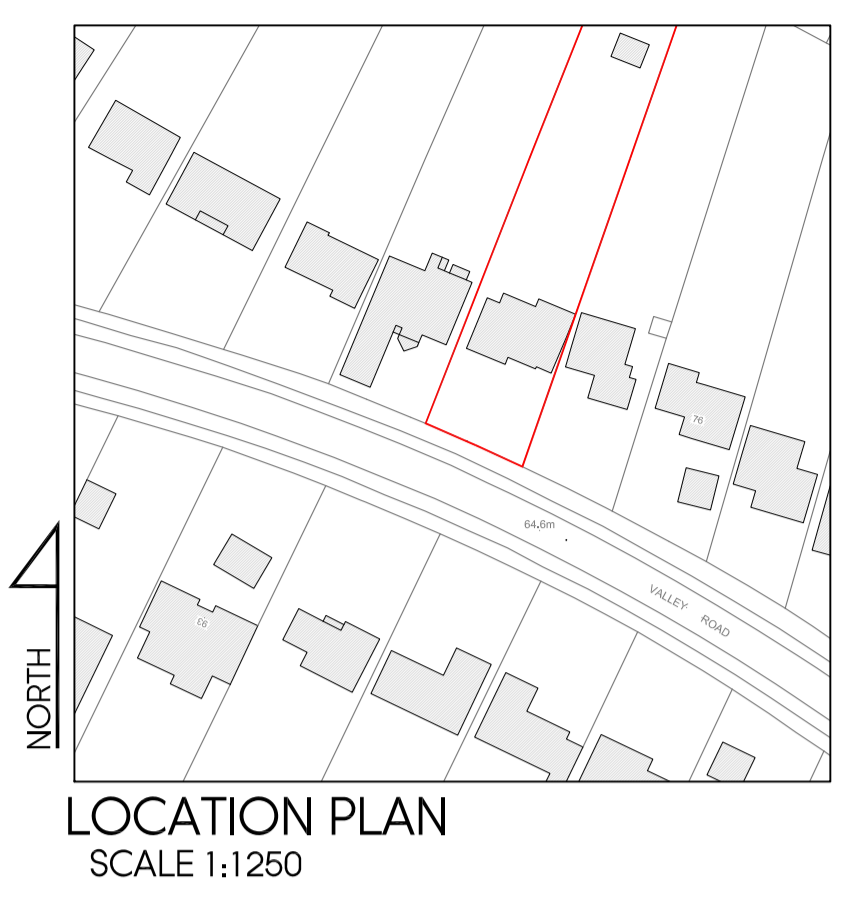 76
64.6m
VALLEY ROAD
93
NORTH
LOCATION PLAN
SCALE 1:1250